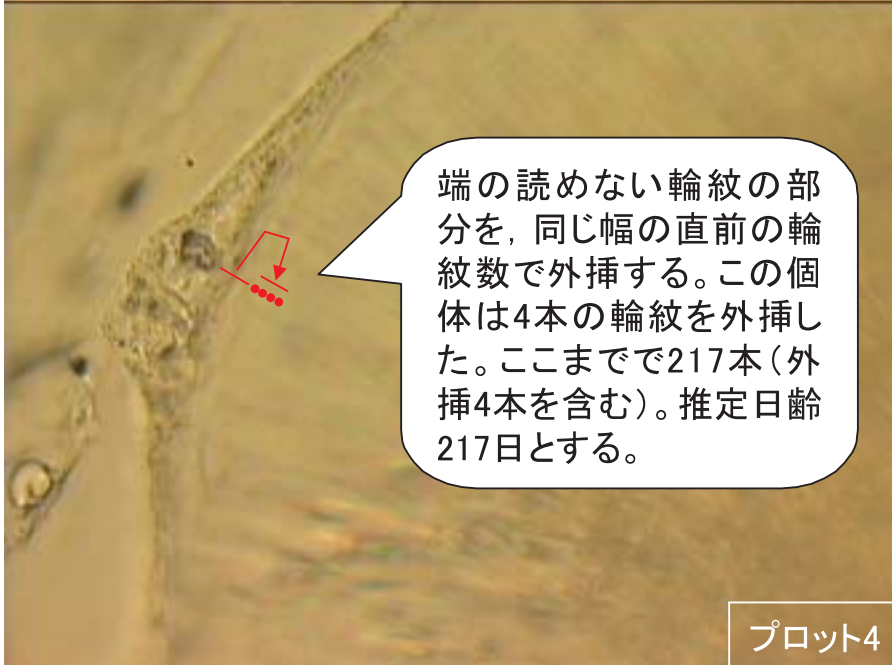 端の読めない輪紋の部
分を, 同じ幅の直前の輪
紋数で外挿する。この個
体は4本の輪紋を外挿し
た。ここまでで217本（外
挿4本を含む）。推定日齢
217日とする。
プロット4